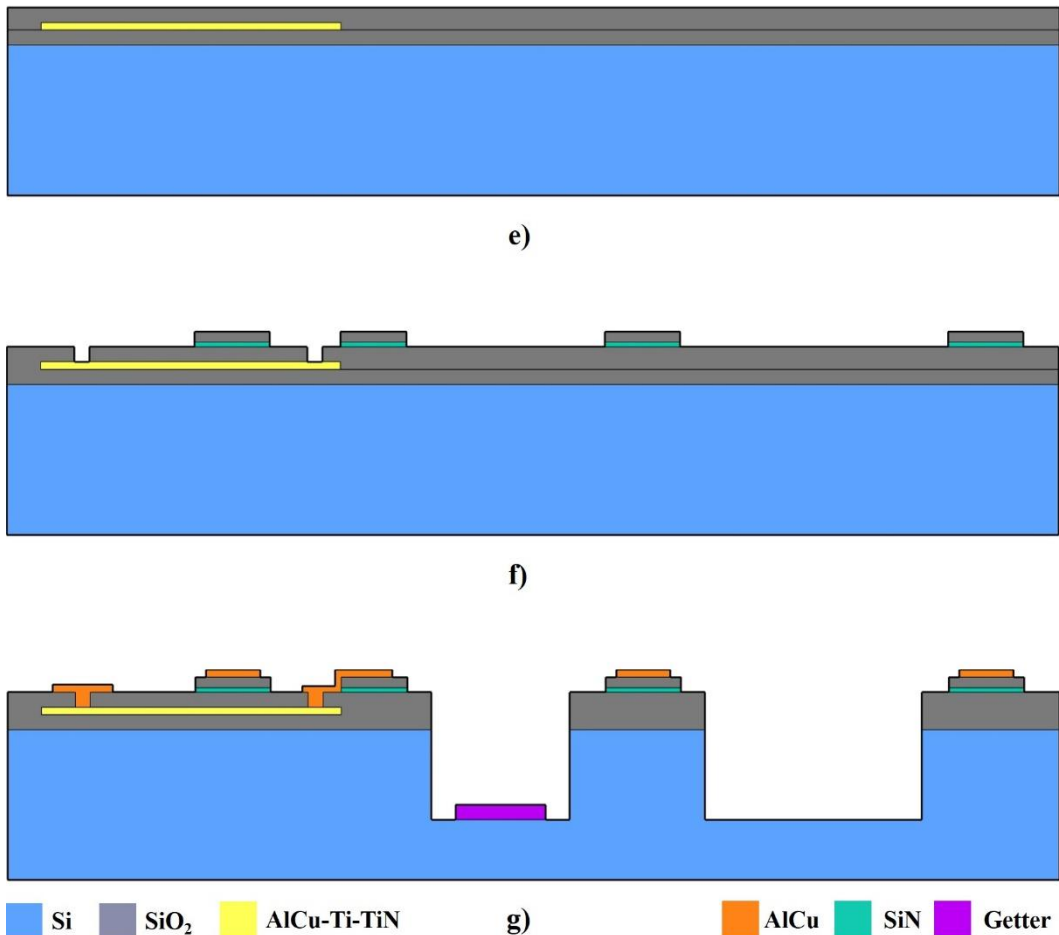 e)
f)
Si SiO₂ AlCu-Ti-TiN g) AlCu SiN Getter